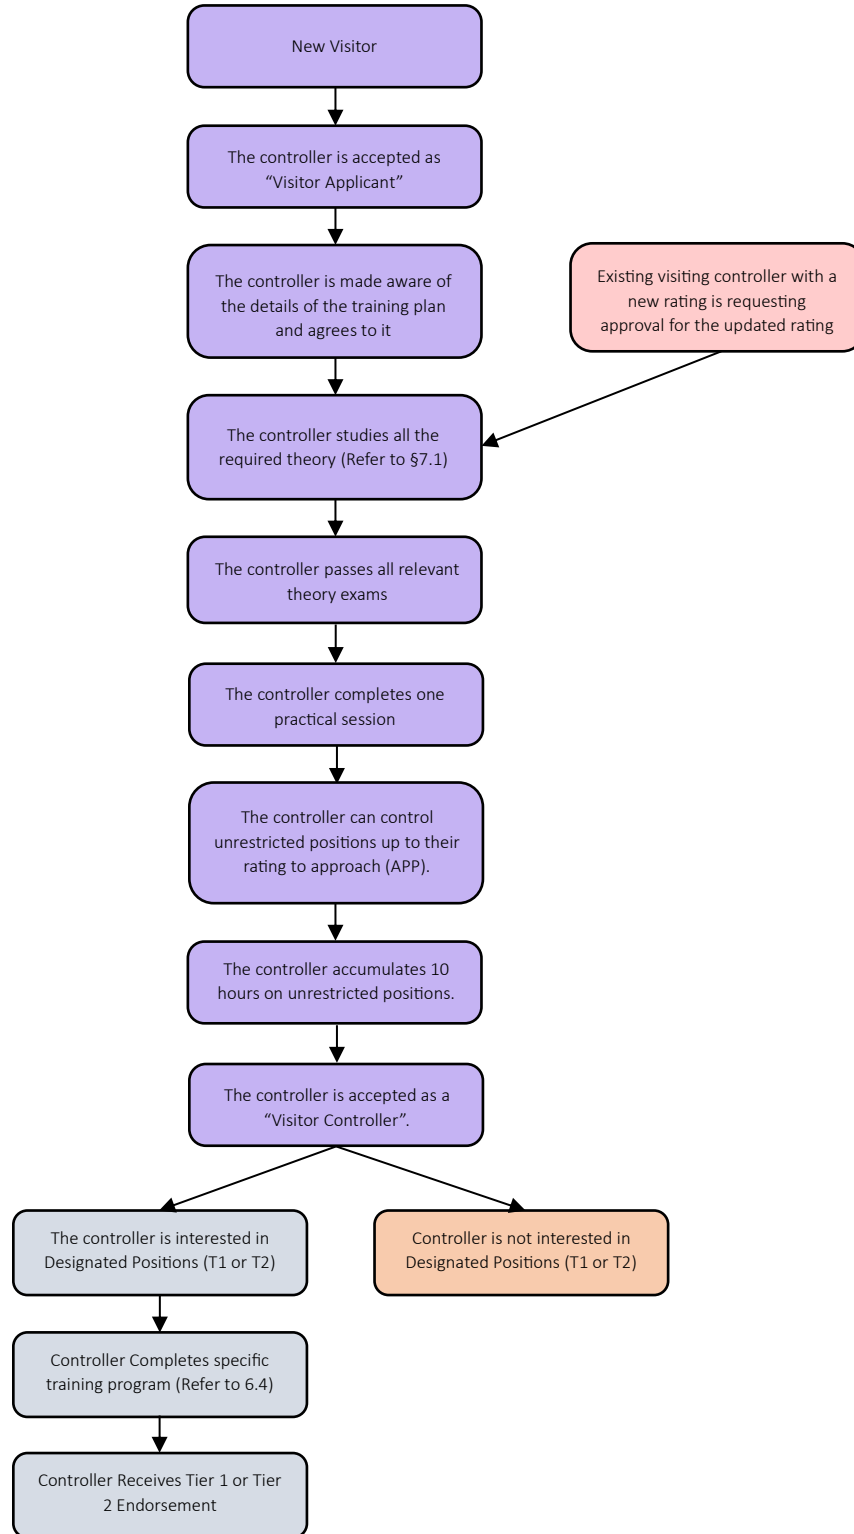 New Visitor
The controller is accepted as
“Visitor Applicant”
The controller is made aware of
the details of the training plan
and agrees to it
Existing visiting controller with a
new rating is requesting
approval for the updated rating
The controller studies all the
required theory (Refer to §7.1)
The controller passes all relevant
theory exams
The controller completes one
practical session
The controller can control
unrestricted positions up to their
rating to approach (APP).
The controller accumulates 10
hours on unrestricted positions.
The controller is accepted as a
“Visitor Controller”.
The controller is interested in
Designated Positions (T1 or T2)
Controller is not interested in
Designated Positions (T1 or T2)
Controller Completes specific
training program (Refer to 6.4)
Controller Receives Tier 1 or Tier
2 Endorsement